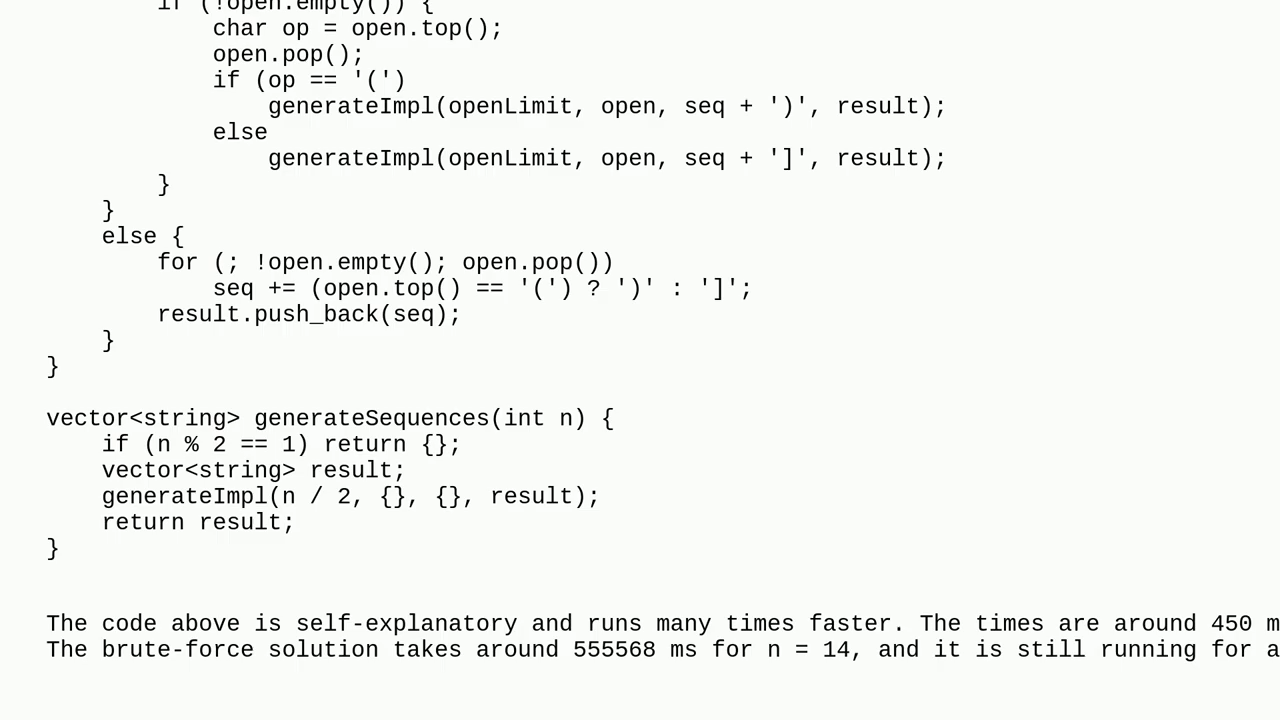 if (!open.empty()) {
char op = open.top();
open.pop();
if (op == '(')
generateImpl(openLimit, open, seq + ')', result);
else
generateImpl(openLimit, open, seq + ']', result);
}
}
else {
for (; !open.empty(); open.pop())
seq += (open.top() == '(') ? ')' : ']';
result.push_back(seq);
}
}
vector<string> generateSequences(int n) {
if (n % 2 == 1) return {};
vector<string> result;
generateImpl(n / 2, {}, {}, result);
return result;
}
The code above is self-explanatory and runs many times faster. The times are around 450 m
The brute-force solution takes around 555568 ms for n = 14, and it is still running for a